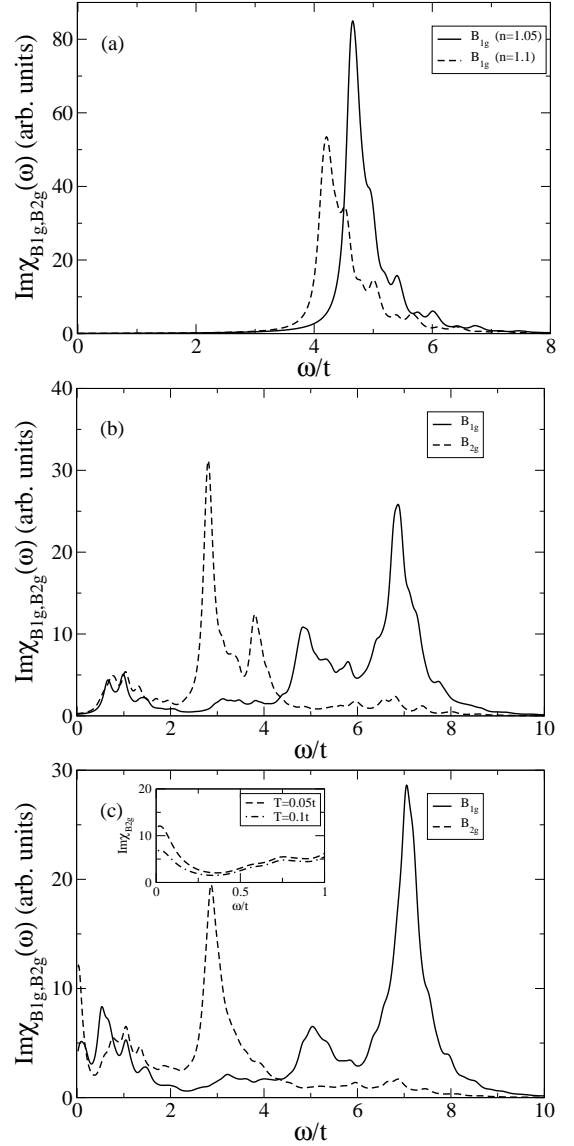 (a)
B1g (n=1.05)
B1g (n=1.1)
80
60
40
20
0
Imχ_B1g,B2g(ω) (arb. units)
0 2 4 6 8
ω/t
(b)
B1g
B2g
40
30
20
10
0
Imχ_B1g,B2g(ω) (arb. units)
0 2 4 6 8 10
ω/t
(c)
B1g
B2g
30
20
10
0
Imχ_B1g,B2g(ω) (arb. units)
T=0.05t
T=0.1t
20
10
0
Imχ_B2g
0 0.5 1
ω/t
0 2 4 6 8 10
ω/t